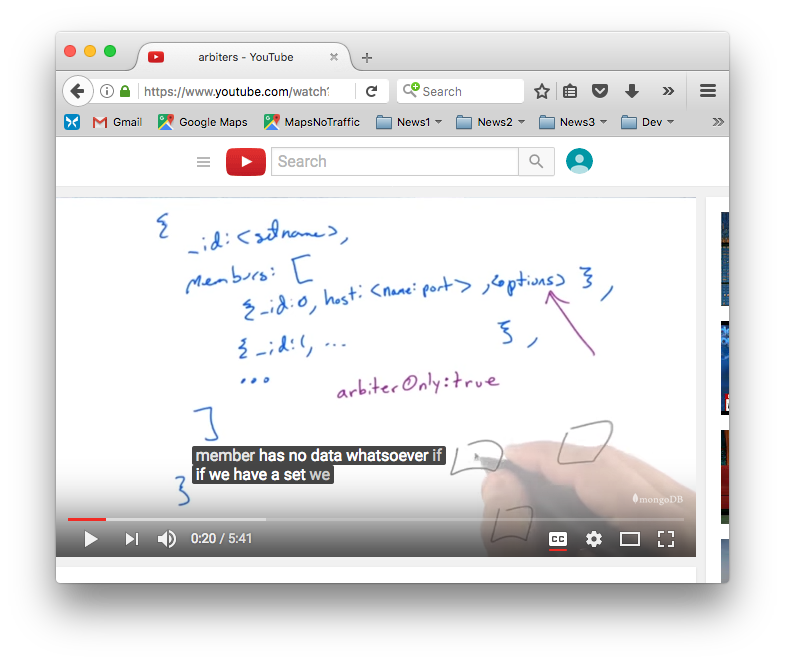 arbiters - YouTube
https://www.youtube.com/watch?
Search
Gmail
Google Maps
MapsNoTraffic
News1
News2
News3
Dev
Search
{
_id: <setname>,
members: [
{_id:0, host: <name:port> ,<options> } ,
{_id:1, ... } ,
...
arbiterOnly:true
]
member has no data whatsoever if
if we have a set we
}
mongoDB
0:20 / 5:41
CC